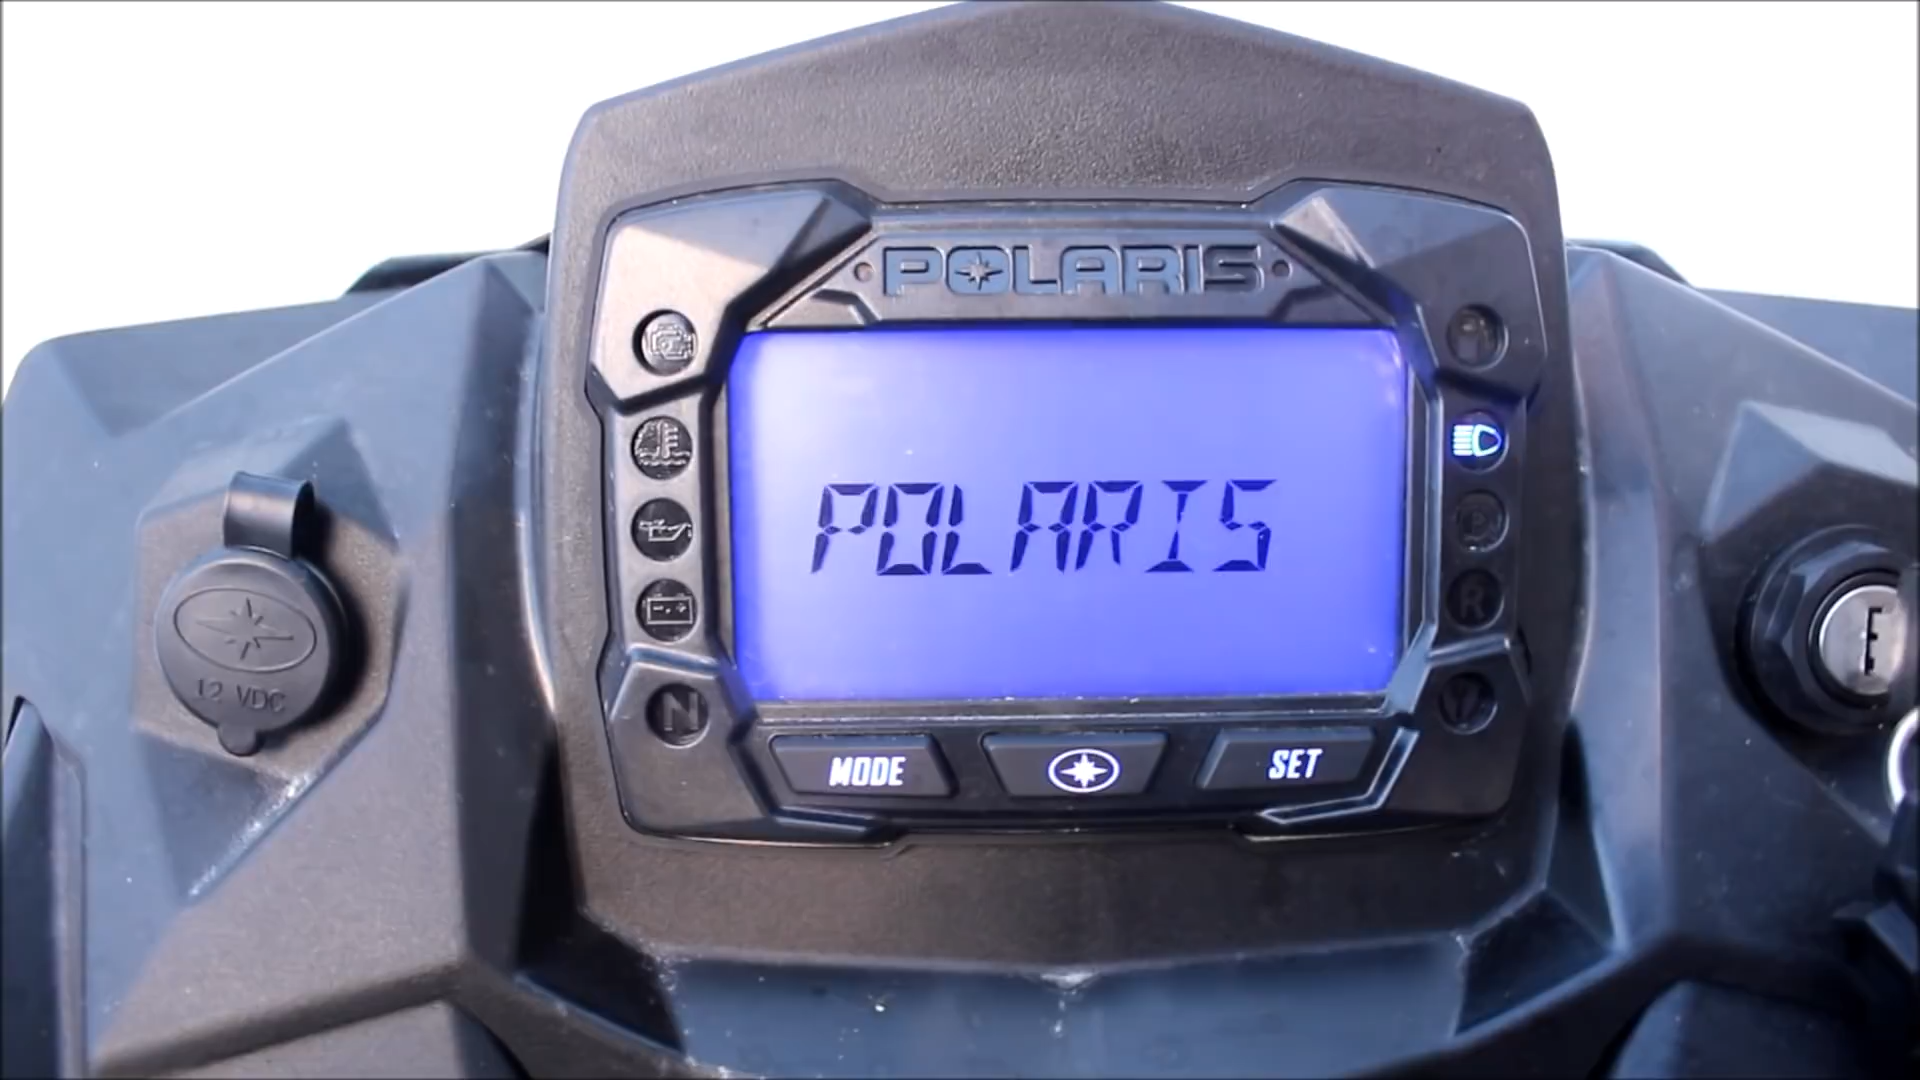 POLARIS
POLARIS
12 VDC
P
R
N
MODE
SET